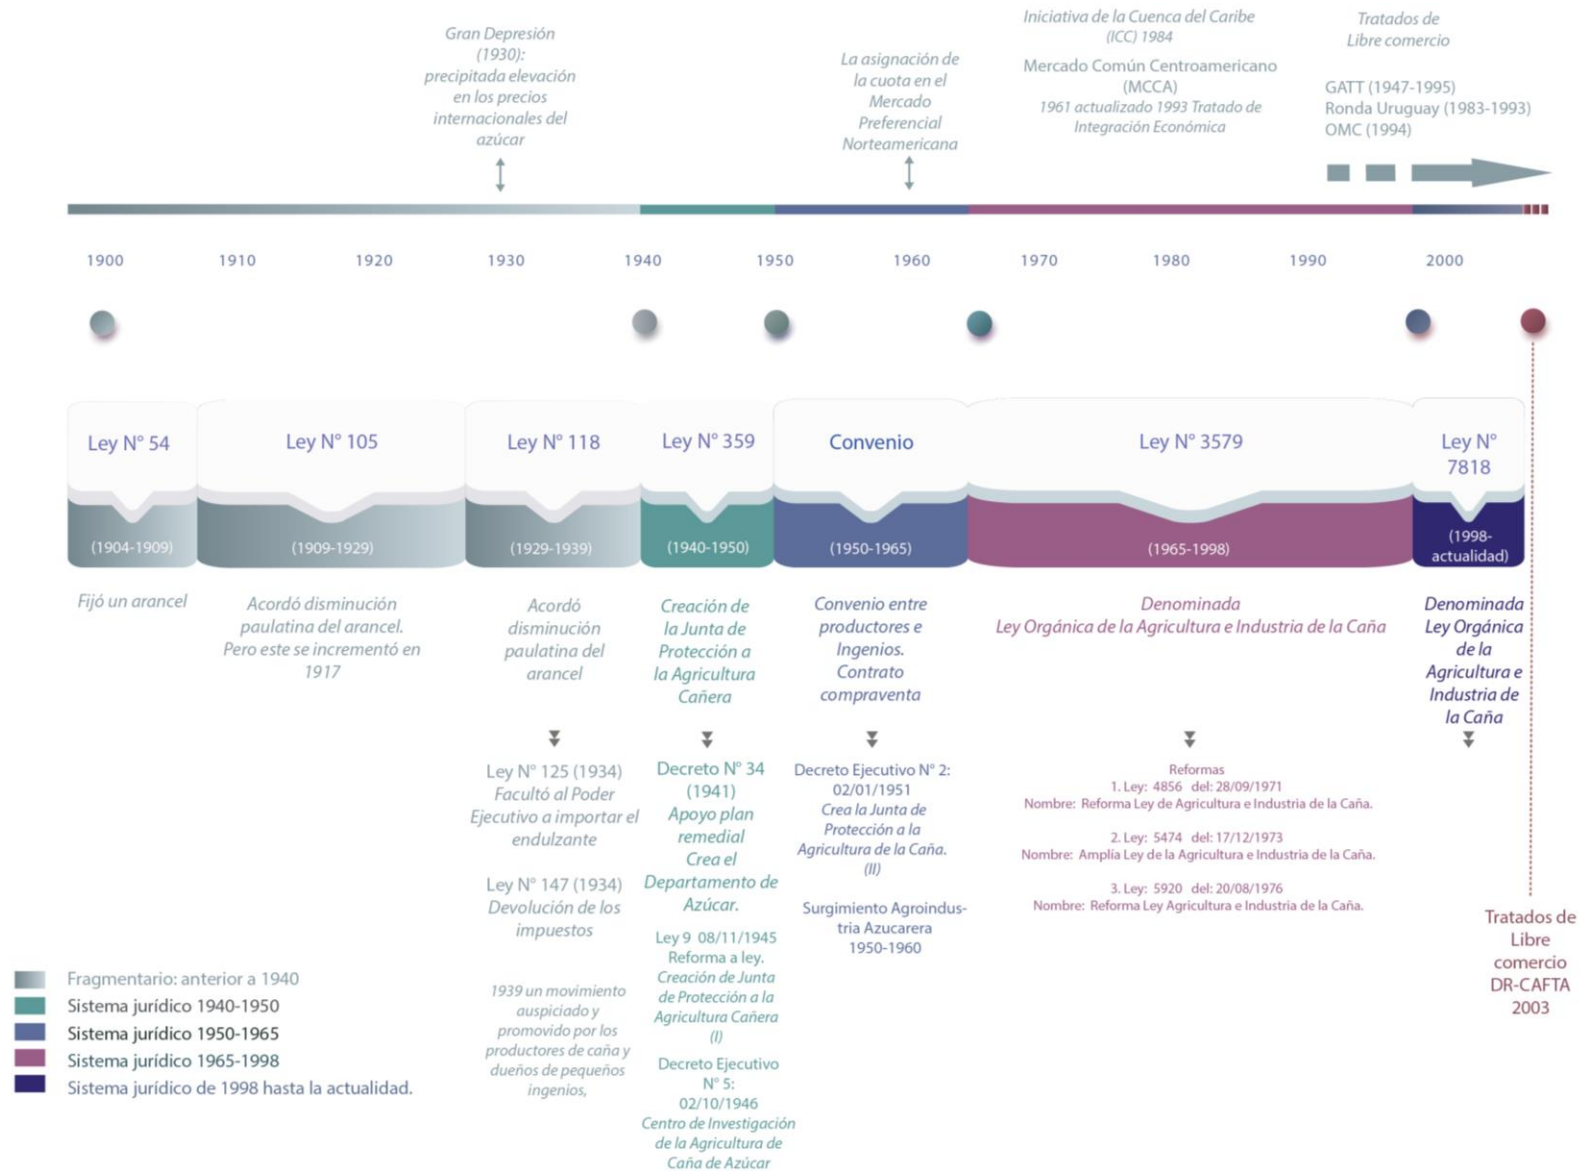 Gran Depresión
(1930):
precipitada elevación
en los precios
internacionales del
azúcar
La asignación de
la cuota en el
Mercado
Preferencial
Norteamericana
Iniciativa de la Cuenca del Caribe
(ICC) 1984
Mercado Común Centroamericano
(MCCA)
1961 actualizado 1993 Tratado de
Integración Económica
Tratados de
Libre comercio
GATT (1947-1995)
Ronda Uruguay (1983-1993)
OMC (1994)
1900 1910 1920 1930 1940 1950 1960 1970 1980 1990 2000
Ley N° 54
(1904-1909)
Fijó un arancel
Ley N° 105
(1909-1929)
Acordó disminución
paulatina del arancel.
Pero este se incrementó en
1917
Ley N° 118
(1929-1939)
Acordó
disminución
paulatina del
arancel
Ley N° 125 (1934)
Facultó al Poder
Ejecutivo a importar el
endulzante
Ley N° 147 (1934)
Devolución de los
impuestos
1939 un movimiento
auspiciado y
promovido por los
productores de caña y
dueños de pequeños
ingenios,
Ley N° 359
(1940-1950)
Creación de
la Junta de
Protección a
la Agricultura
Cañera
Decreto N° 34
(1941)
Apoyo plan
remedial
Crea el
Departamento de
Azúcar.
Ley 9 08/11/1945
Reforma a ley.
Creación de Junta
de Protección a la
Agricultura Cañera
(I)
Decreto Ejecutivo
N° 5:
02/10/1946
Centro de Investigación
de la Agricultura de
Caña de Azúcar
Convenio
(1950-1965)
Convenio entre
productores e
Ingenios.
Contrato
compraventa
Decreto Ejecutivo N° 2:
02/01/1951
Crea la Junta de
Protección a la
Agricultura de la Caña.
(II)
Surgimiento Agroindus-
tria Azucarera
1950-1960
Ley N° 3579
(1965-1998)
Denominada
Ley Orgánica de la Agricultura e Industria de la Caña
Reformas
1. Ley: 4856 del: 28/09/1971
Nombre: Reforma Ley de Agricultura e Industria de la Caña.
2. Ley: 5474 del: 17/12/1973
Nombre: Amplía Ley de la Agricultura e Industria de la Caña.
3. Ley: 5920 del: 20/08/1976
Nombre: Reforma Ley Agricultura e Industria de la Caña.
Ley N°
7818
(1998-
actualidad)
Denominada
Ley Orgánica
de la
Agricultura e
Industria de
la Caña
Tratados de
Libre
comercio
DR-CAFTA
2003
Fragmentario: anterior a 1940
Sistema jurídico 1940-1950
Sistema jurídico 1950-1965
Sistema jurídico 1965-1998
Sistema jurídico de 1998 hasta la actualidad.